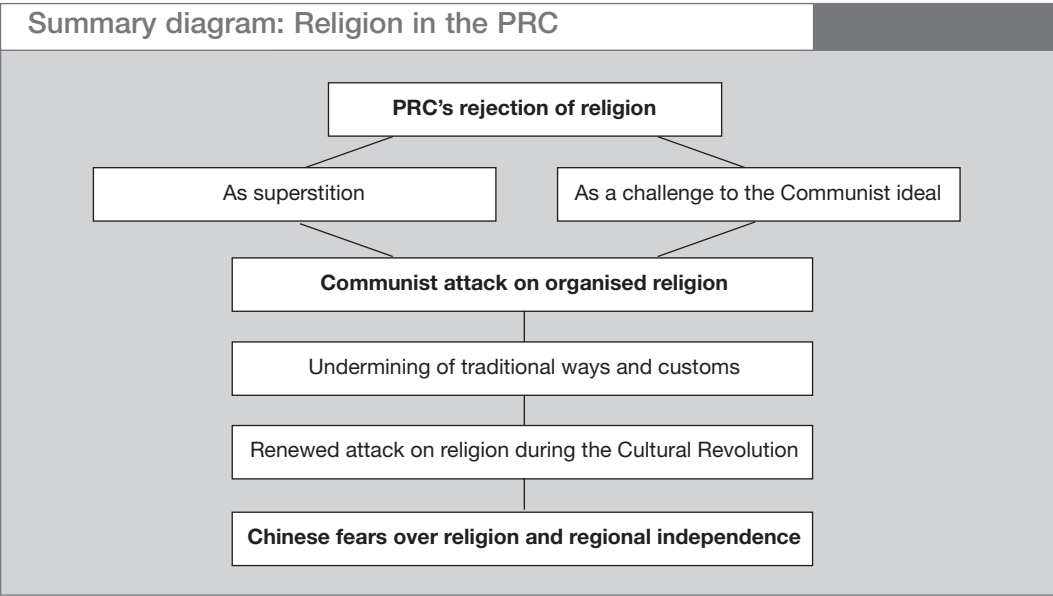 Summary diagram: Religion in the PRC
PRC's rejection of religion
As superstition
As a challenge to the Communist ideal
Communist attack on organised religion
Undermining of traditional ways and customs
Renewed attack on religion during the Cultural Revolution
Chinese fears over religion and regional independence